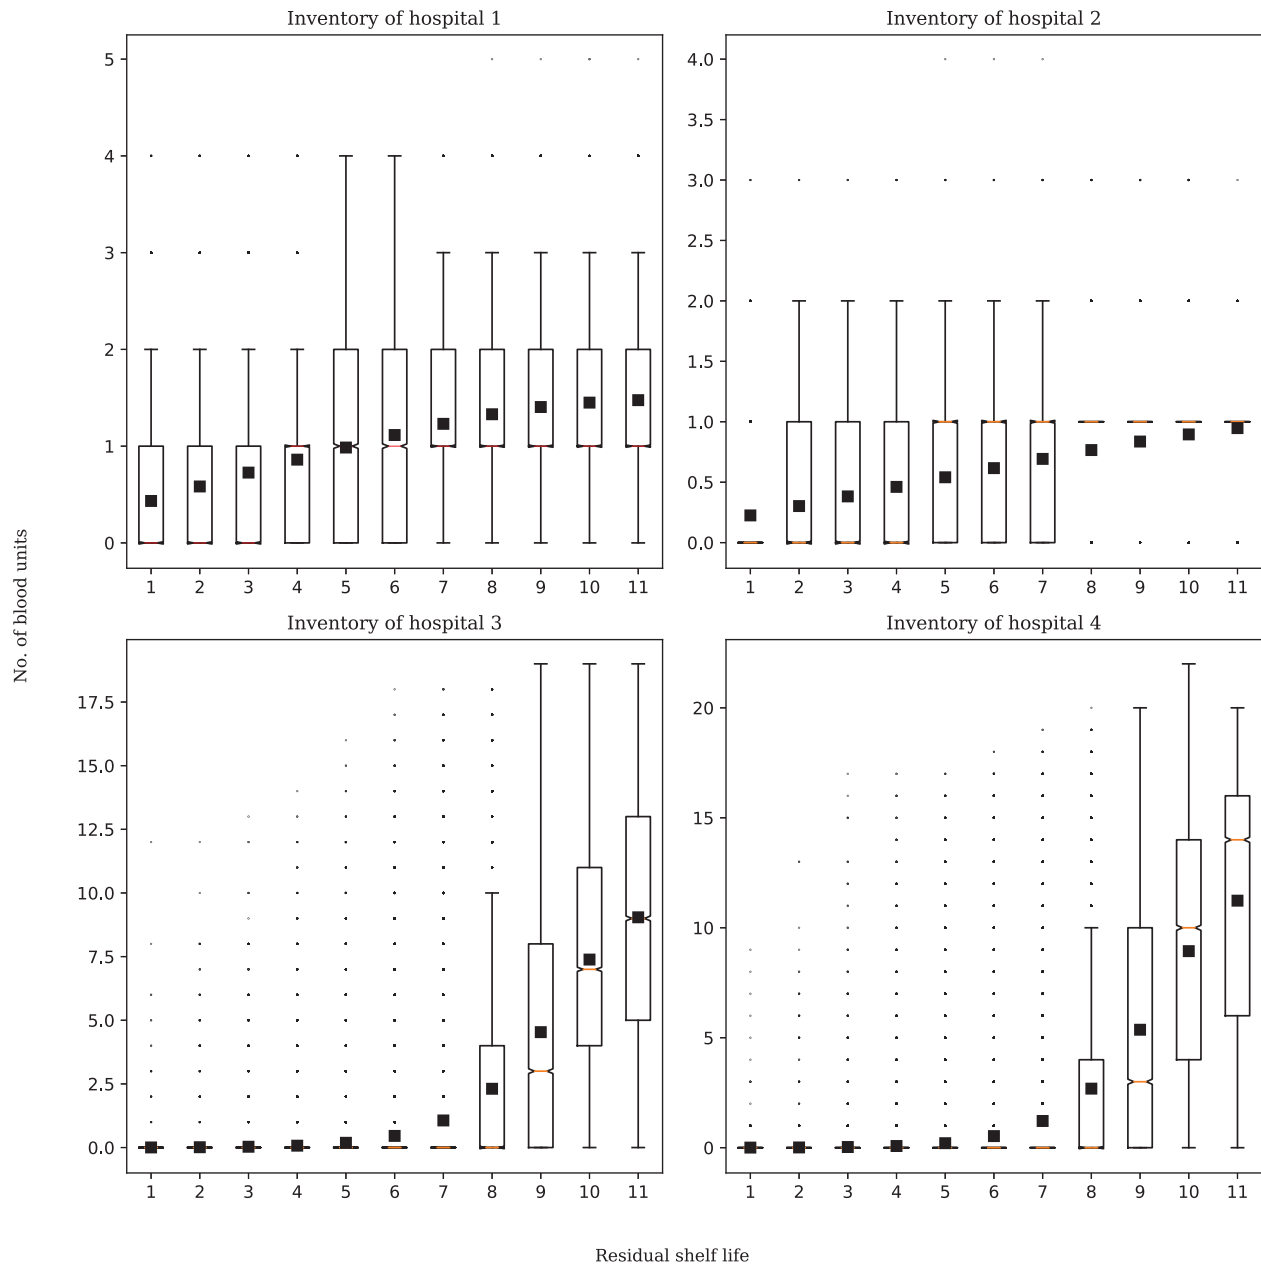 Inventory of hospital 1
5
4
3
2
1
0
1 2 3 4 5 6 7 8 9 10 11
Inventory of hospital 2
4.0
3.5
3.0
2.5
2.0
1.5
1.0
0.5
0.0
1 2 3 4 5 6 7 8 9 10 11
No. of blood units
Inventory of hospital 3
17.5
15.0
12.5
10.0
7.5
5.0
2.5
0.0
1 2 3 4 5 6 7 8 9 10 11
Inventory of hospital 4
20
15
10
5
0
1 2 3 4 5 6 7 8 9 10 11
Residual shelf life